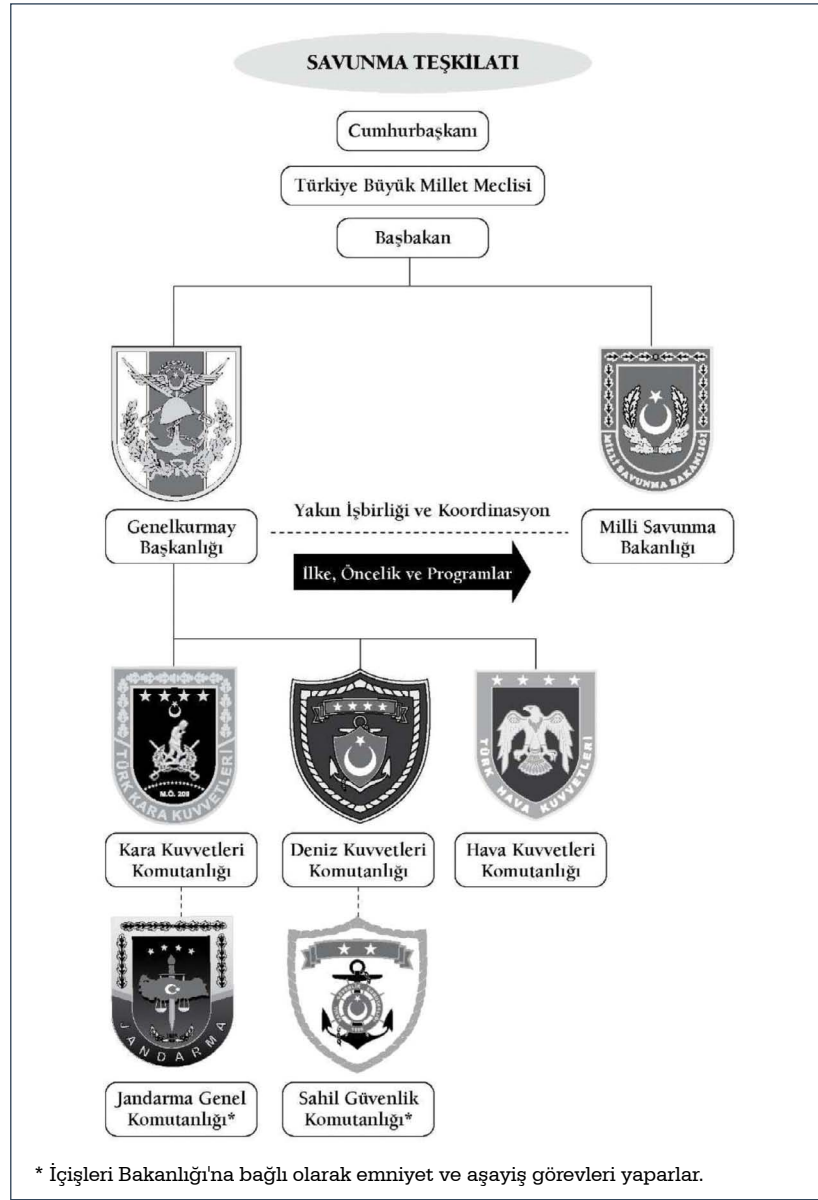 SAVUNMA TEŞKİLATI
Cumhurbaşkanı
Türkiye Büyük Millet Meclisi
Başbakan
MİLLİ SAVUNMA BAKANLIĞI
Genelkurmay
Başkanlığı
Yakın İşbirliği ve Koordinasyon
Milli Savunma
Bakanlığı
İlke, Öncelik ve Programlar
TÜRK KARA KUVVETLERİ
M.Ö. 209
TÜRK HAVA KUVVETLERİ
Kara Kuvvetleri
Komutanlığı
Deniz Kuvvetleri
Komutanlığı
Hava Kuvvetleri
Komutanlığı
JANDARMA
Jandarma Genel
Komutanlığı*
Sahil Güvenlik
Komutanlığı*
* İçişleri Bakanlığı'na bağlı olarak emniyet ve aşayiş görevleri yaparlar.